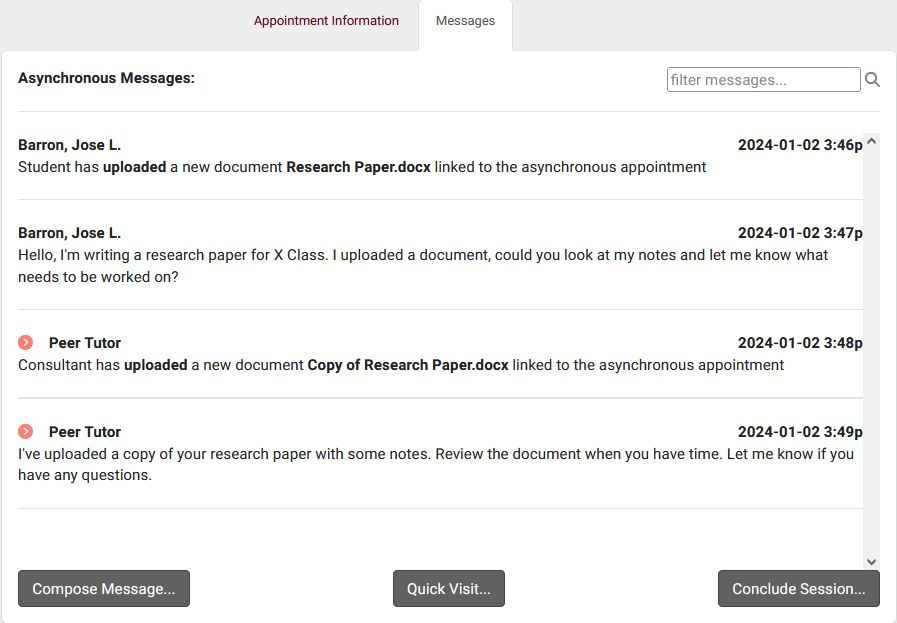 Appointment Information Messages
Asynchronous Messages: filter messages...
Barron, Jose L. 2024-01-02 3:46p
Student has uploaded a new document Research Paper.docx linked to the asynchronous appointment
Barron, Jose L. 2024-01-02 3:47p
Hello, I'm writing a research paper for X Class. I uploaded a document, could you look at my notes and let me know what
needs to be worked on?
Peer Tutor 2024-01-02 3:48p
Consultant has uploaded a new document Copy of Research Paper.docx linked to the asynchronous appointment
Peer Tutor 2024-01-02 3:49p
I've uploaded a copy of your research paper with some notes. Review the document when you have time. Let me know if you
have any questions.
Compose Message... Quick Visit... Conclude Session...